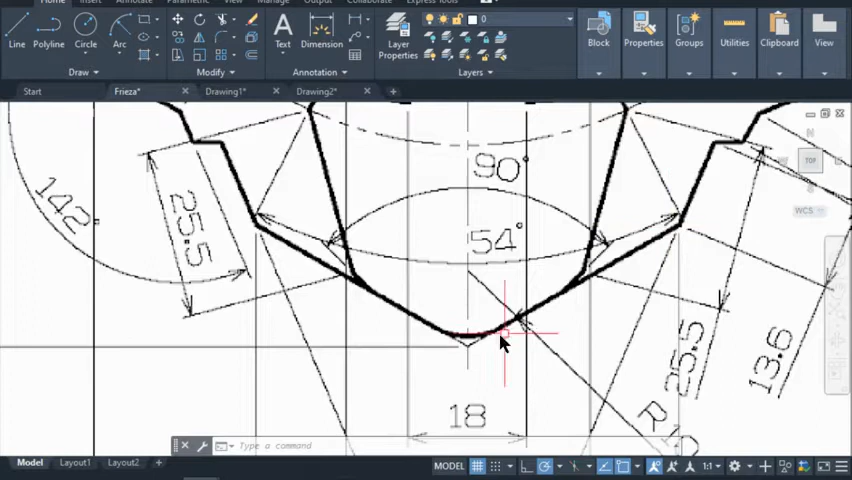 Home Insert Annotate Parametric View Manage Output Collaborate Express Tools
Line Polyline Circle Arc Text Dimension Layer Properties 0 Block Properties Groups Utilities Clipboard View
Draw Modify Annotation Layers
Start Frieza* Drawing1* Drawing2*
N
TOP
S
WCS
90°
142°
25.5
54°
25.5
13.6
18
Type a command
Model Layout1 Layout2
MODEL 1:1